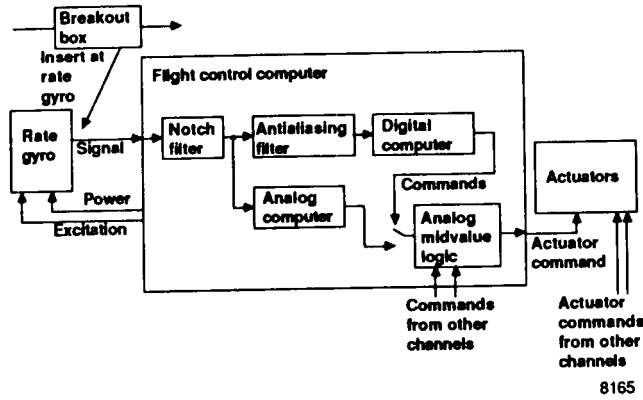 Breakout
box
Insert at
rate
gyro
Flight control computer
Rate
gyro
Signal
Notch
filter
Antialiasing
filter
Digital
computer
Power
Excitation
Analog
computer
Commands
Analog
midvalue
logic
Actuators
Actuator
command
Commands
from other
channels
Actuator
commands
from other
channels
8165